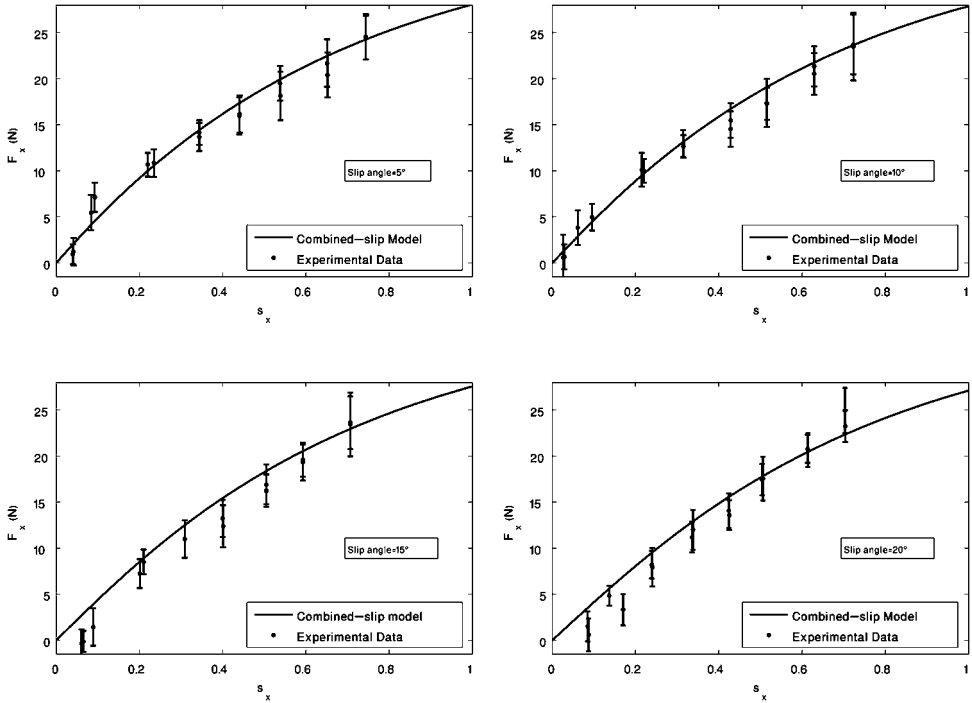 25
20
15
10
5
0
F x (N)
Slip angle=5°
Combined-slip Model
Experimental Data
0 0.2 0.4 0.6 0.8 1
s x
25
20
15
10
5
0
F x (N)
Slip angle=10°
Combined-slip Model
Experimental Data
0 0.2 0.4 0.6 0.8 1
s x
25
20
15
10
5
0
F x (N)
Slip angle=15°
Combined-slip model
Experimental Data
0 0.2 0.4 0.6 0.8 1
s x
25
20
15
10
5
0
F x (N)
Slip angle=20°
Combined-slip Model
Experimental Data
0 0.2 0.4 0.6 0.8 1
s x